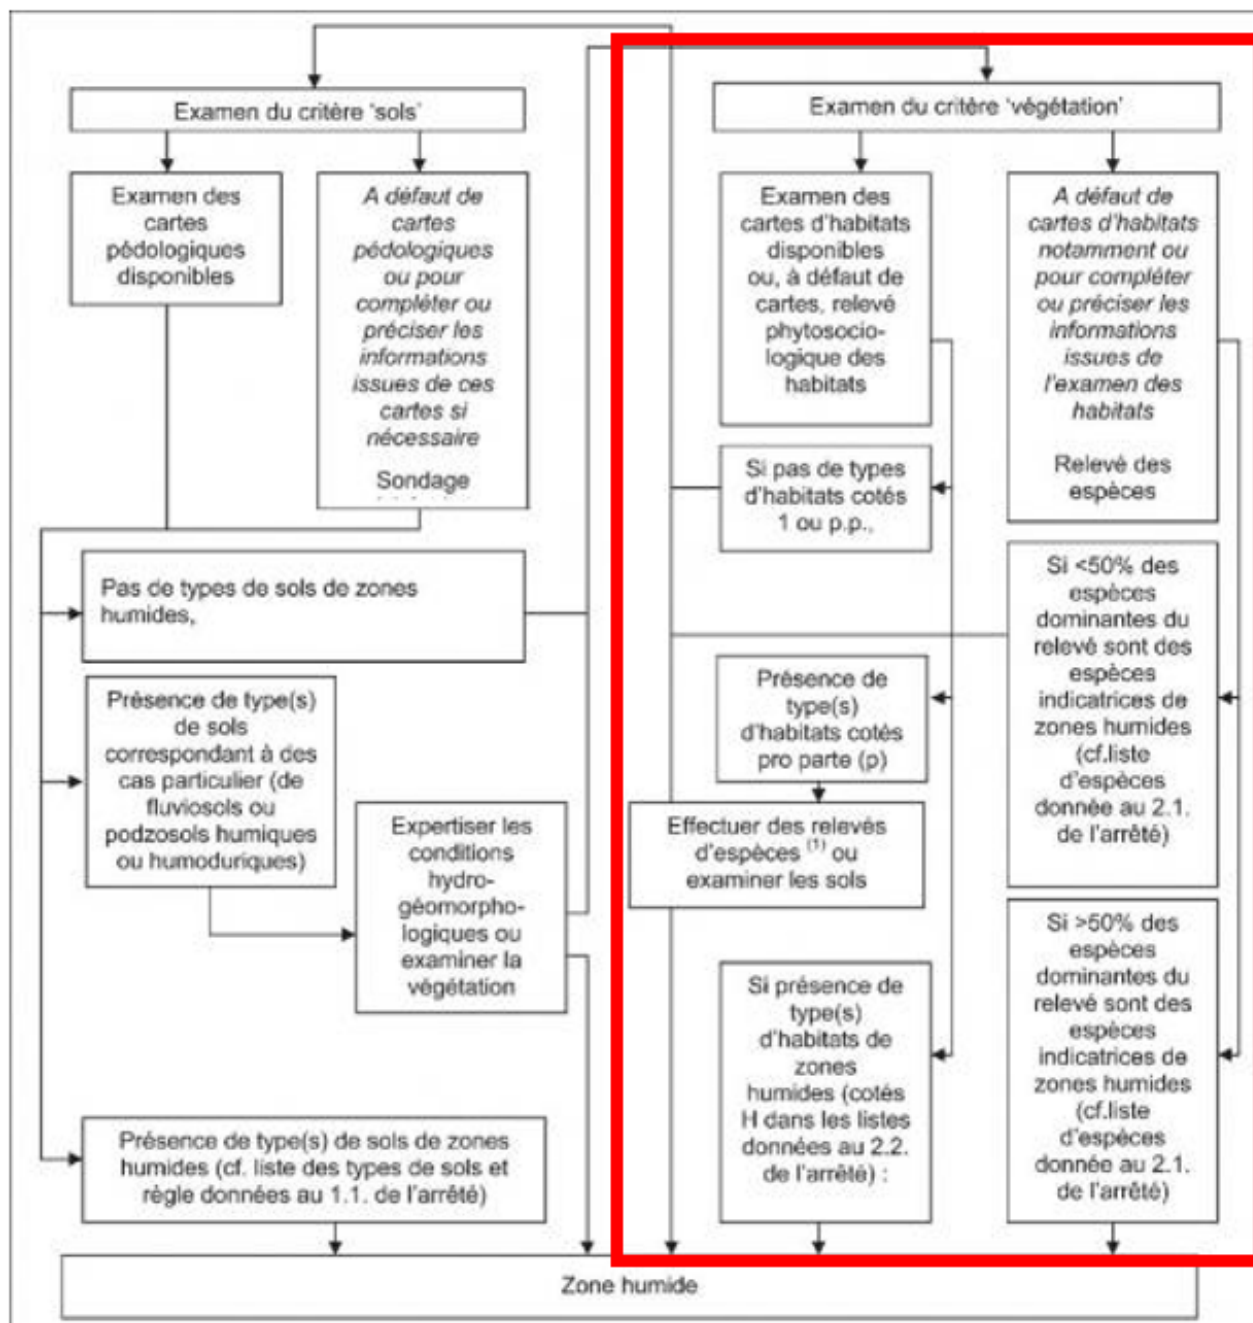 Examen du critère 'sols'
Examen des
cartes
pédologiques
disponibles
A défaut de
cartes
pédologiques
ou pour
compléter ou
préciser les
informations
issues de ces
cartes si
nécessaire
Sondage
Pas de types de sols de zones
humides,
Présence de type(s)
de sols
correspondant à des
cas particulier (de
fluviosols ou
podzosols humiques
ou humoduriques)
Expertiser les
conditions
hydro-
géomorpho-
logiques ou
examiner la
végétation
Présence de type(s) de sols de zones
humides (cf. liste des types de sols et
règle données au 1.1. de l'arrêté)
Examen du critère 'végétation'
Examen des
cartes d'habitats
disponibles
ou, à défaut de
cartes, relevé
phytosocio-
logique des
habitats
A défaut de
cartes d'habitats
notamment ou
pour compléter
ou préciser les
informations
issues de
l'examen des
habitats
Relevé des
espèces
Si pas de types
d'habitats cotés
1 ou p.p.,
Présence de
type(s)
d'habitats cotés
pro parte (p)
Effectuer des relevés
d'espèces (1) ou
examiner les sols
Si présence de
type(s)
d'habitats de
zones
humides (cotés
H dans les listes
données au 2.2.
de l'arrêté) :
Si <50% des
espèces
dominantes du
relevé sont des
espèces
indicatrices de
zones humides
(cf.liste
d'espèces
donnée au 2.1.
de l'arrêté)
Si >50% des
espèces
dominantes du
relevé sont des
espèces
indicatrices de
zones humides
(cf.liste
d'espèces
donnée au 2.1.
de l'arrêté)
Zone humide